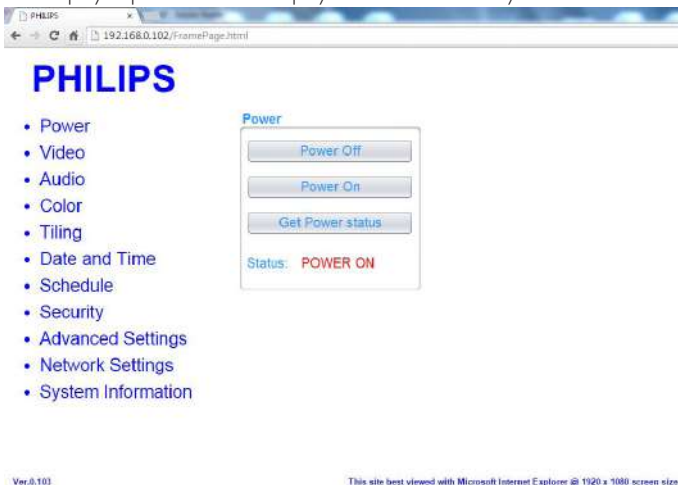 PHILIPS
192.168.0.102/FramePage.html
PHILIPS
• Power
• Video
• Audio
• Color
• Tiling
• Date and Time
• Schedule
• Security
• Advanced Settings
• Network Settings
• System Information
Power
Power Off
Power On
Get Power status
Status: POWER ON
Ver.0.103
This site best viewed with Microsoft Internet Explorer @ 1920 x 1080 screen size